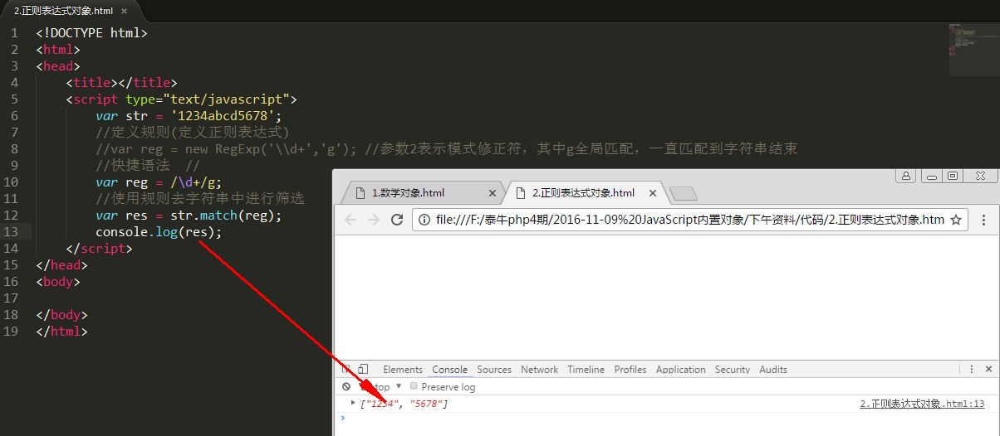 2.正则表达式对象.html ×
1 <!DOCTYPE html>
2 <html>
3 <head>
4 <title></title>
5 <script type="text/javascript">
6 var str = '1234abcd5678';
7 //定义规则(定义正则表达式)
8 //var reg = new RegExp('\\d+','g'); //参数2表示模式修正符，其中g全局匹配，一直匹配到字符串结束
9 //快捷语法 //
10 var reg = /\d+/g;
11 //使用规则去字符串中进行筛选
12 var res = str.match(reg);
13 console.log(res);
14 </script>
15 </head>
16 <body>
17
18 </body>
19 </html>
1.数学对象.html × 2.正则表达式对象.html ×
file:///F:/泰牛php4期/2016-11-09%20JavaScript内置对象/下午资料/代码/2.正则表达式对象.htm
Elements Console Sources Network Timeline Profiles Application Security Audits
top ▼ Preserve log
["1234", "5678"] 2.正则表达式对象.html:13